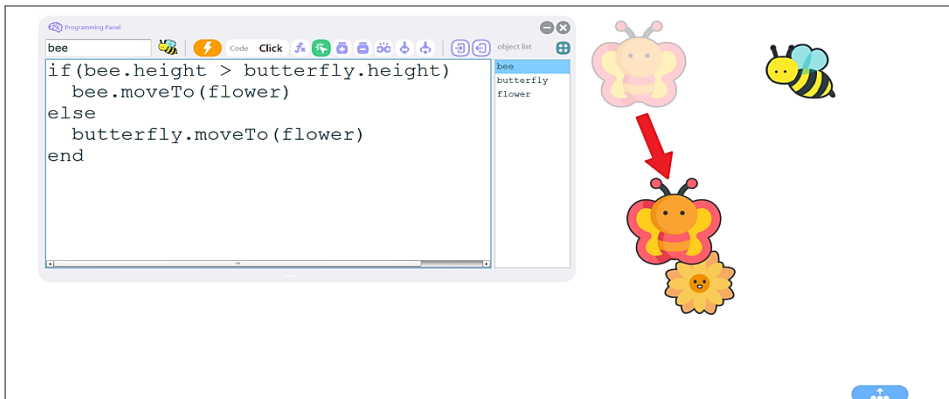 Programming Panel
bee Code Click fx object list
if(bee.height > butterfly.height)
  bee.moveTo(flower)
else
  butterfly.moveTo(flower)
end
bee
butterfly
flower